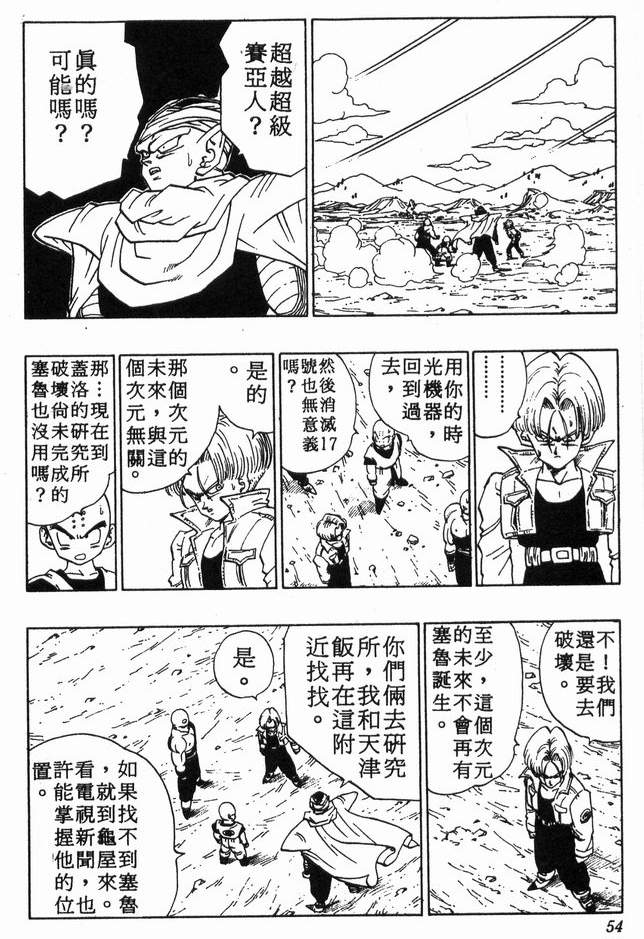 超越超級
賽亞人？
真的嗎？
可能嗎？
⋯⋯⋯
用你的時
光機器，
回到過
去，
然後消滅17
號也無意義
嗎？
是的
。
那個次元的
未來，與這
個次元無關。
那…現在到
蓋洛的研究所
破壞尚未完成的
塞魯也沒用嗎？
不！我們
還是要去
破壞。
至少，這個次元
的未來不會再有
塞魯誕生。
你們倆去研究
所，我和天津
飯再在這附
近找找。
是。
如果找不到塞魯
，就到龜屋來。
看電視新聞，也
許能掌握他的位
置。
54